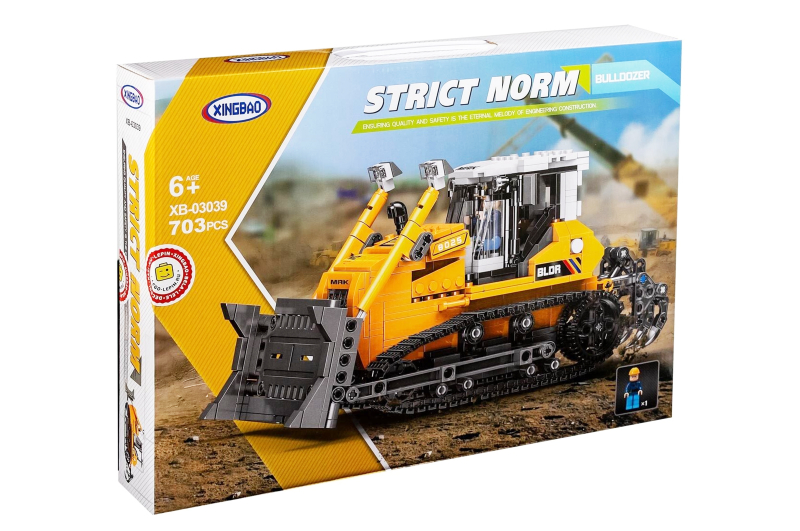 XINGBAO
STRICT NORM
BULLDOZER
ENSURING QUALITY AND SAFETY IS THE ETERNAL MELODY OF ENGINEERING CONSTRUCTION.
AGE
6+
XB-03039
703PCS
MRK
BLDR
×1
XINGBAO
XB-03039
STRICT NORM